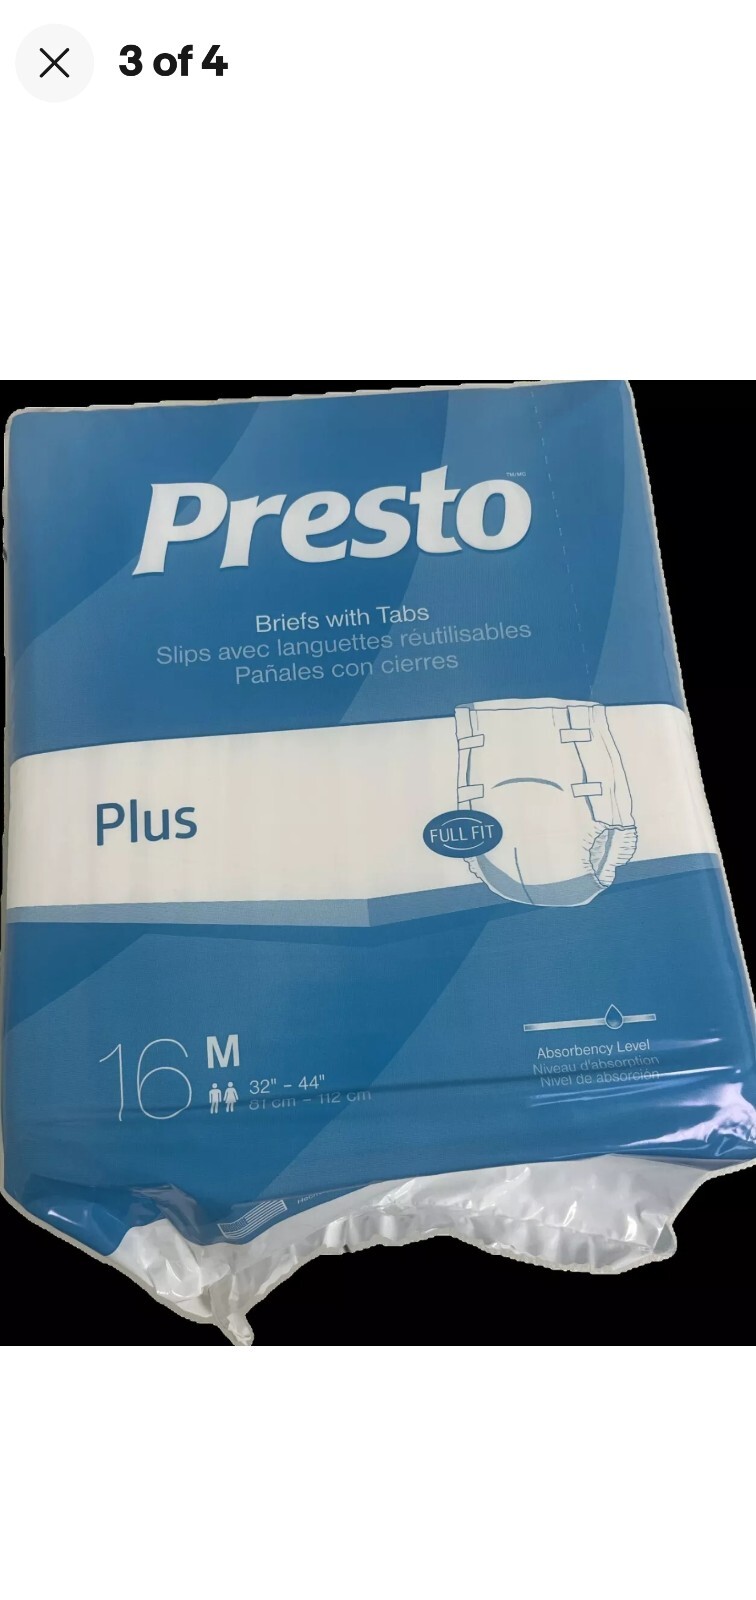 3 of 4
Presto
TM/MC
Briefs with Tabs
Slips avec languettes réutilisables
Pañales con cierres
Plus
FULL FIT
16 M
32" - 44"
81 cm - 112 cm
Absorbency Level
Niveau d'absorption
Nivel de absorción